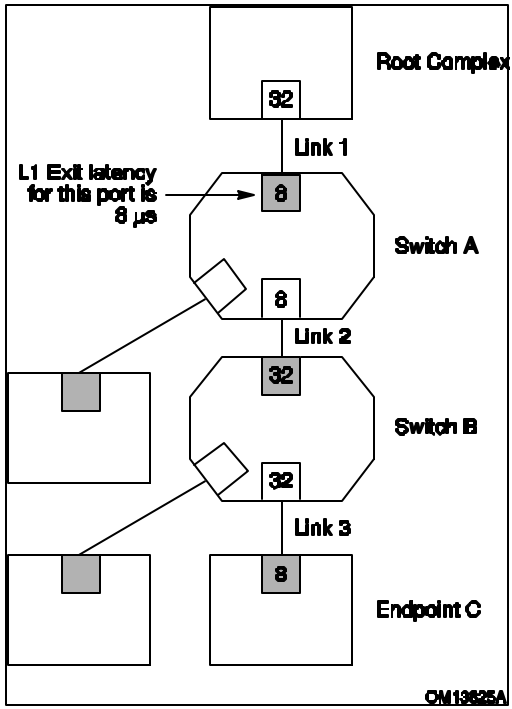 Root Complex
32
Link 1
L1 Exit latency
for this port is
8 µs
8
Switch A
8
Link 2
32
Switch B
32
Link 3
8
Endpoint C
OM13825A